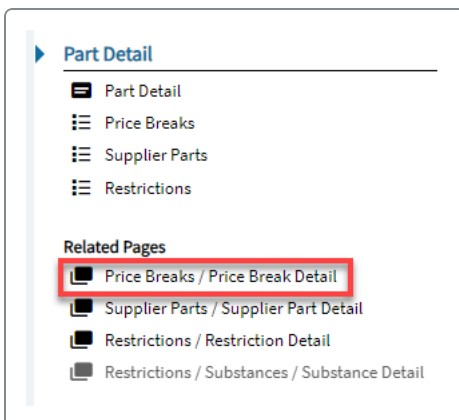 Part Detail
Part Detail
Price Breaks
Supplier Parts
Restrictions
Related Pages
Price Breaks / Price Break Detail
Supplier Parts / Supplier Part Detail
Restrictions / Restriction Detail
Restrictions / Substances / Substance Detail